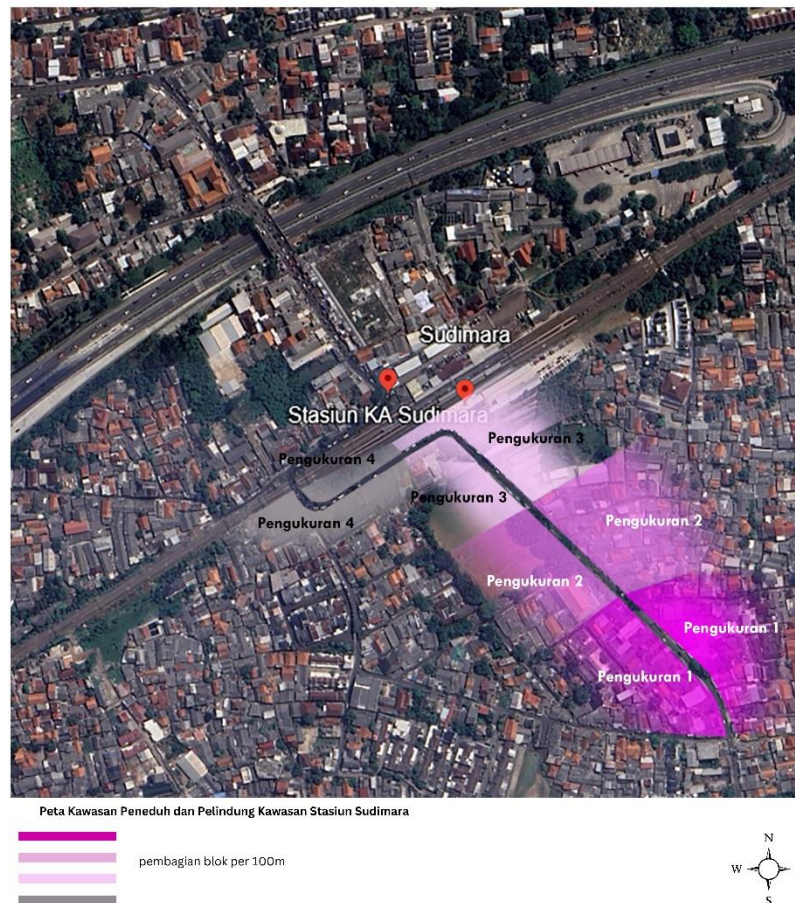 Sudimara
Stasiun KA Sudimara
Pengukuran 3
Pengukuran 4
Pengukuran 3
Pengukuran 4
Pengukuran 2
Pengukuran 2
Pengukuran 1
Pengukuran 1
Peta Kawasan Peneduh dan Pelindung Kawasan Stasiun Sudimara
pembagian blok per 100m
N
W
S